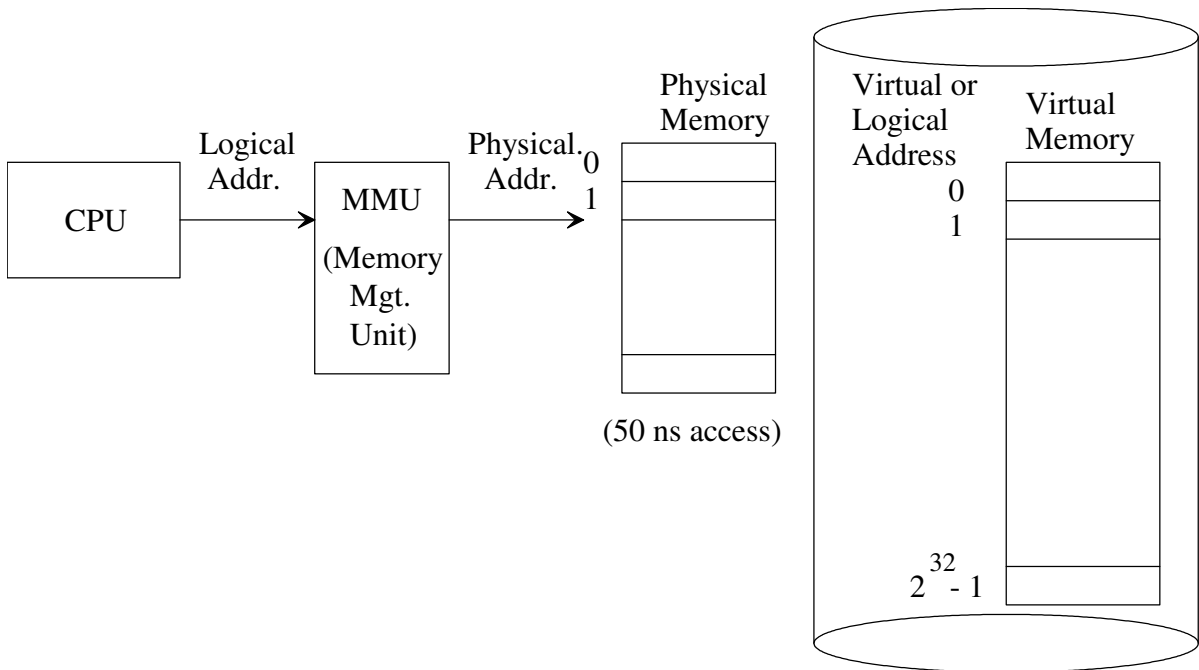 CPU
Logical
Addr.
MMU
(Memory
Mgt.
Unit)
Physical.
Addr.
Physical
Memory
0
1
(50 ns access)
Virtual or
Logical
Address
0
1
2^32 - 1
Virtual
Memory